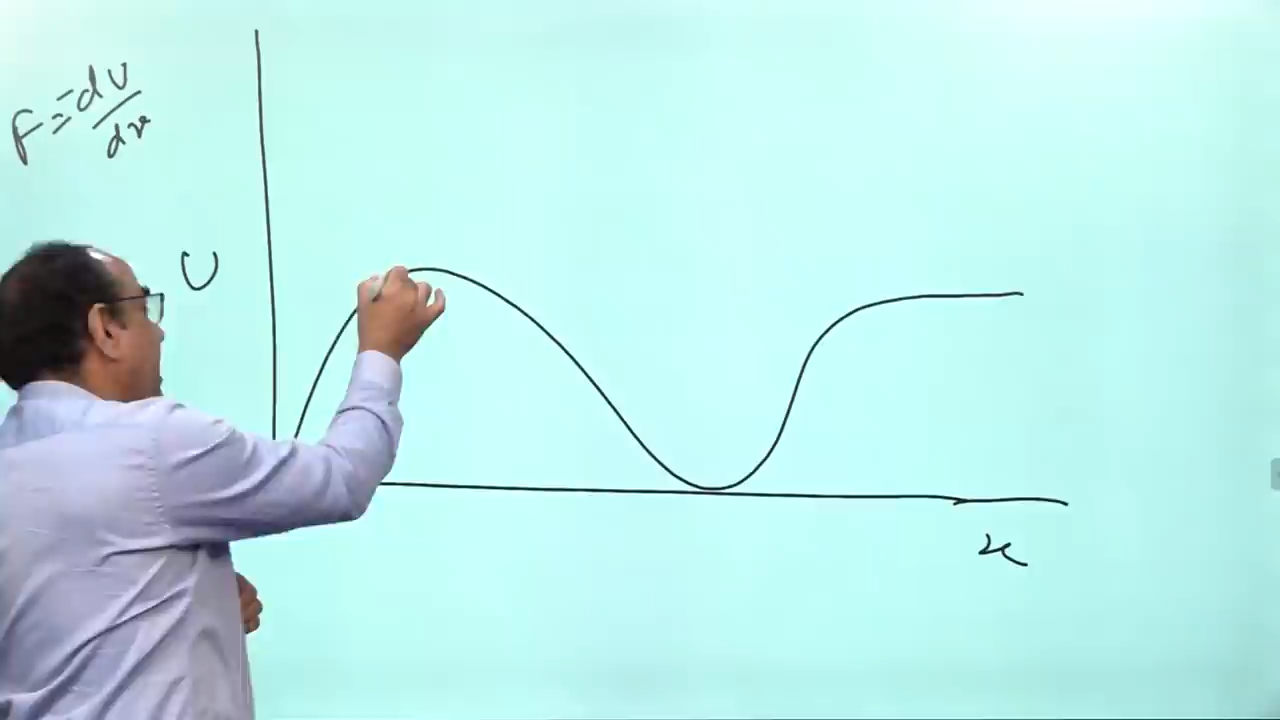 F = -dU/dx
U
x